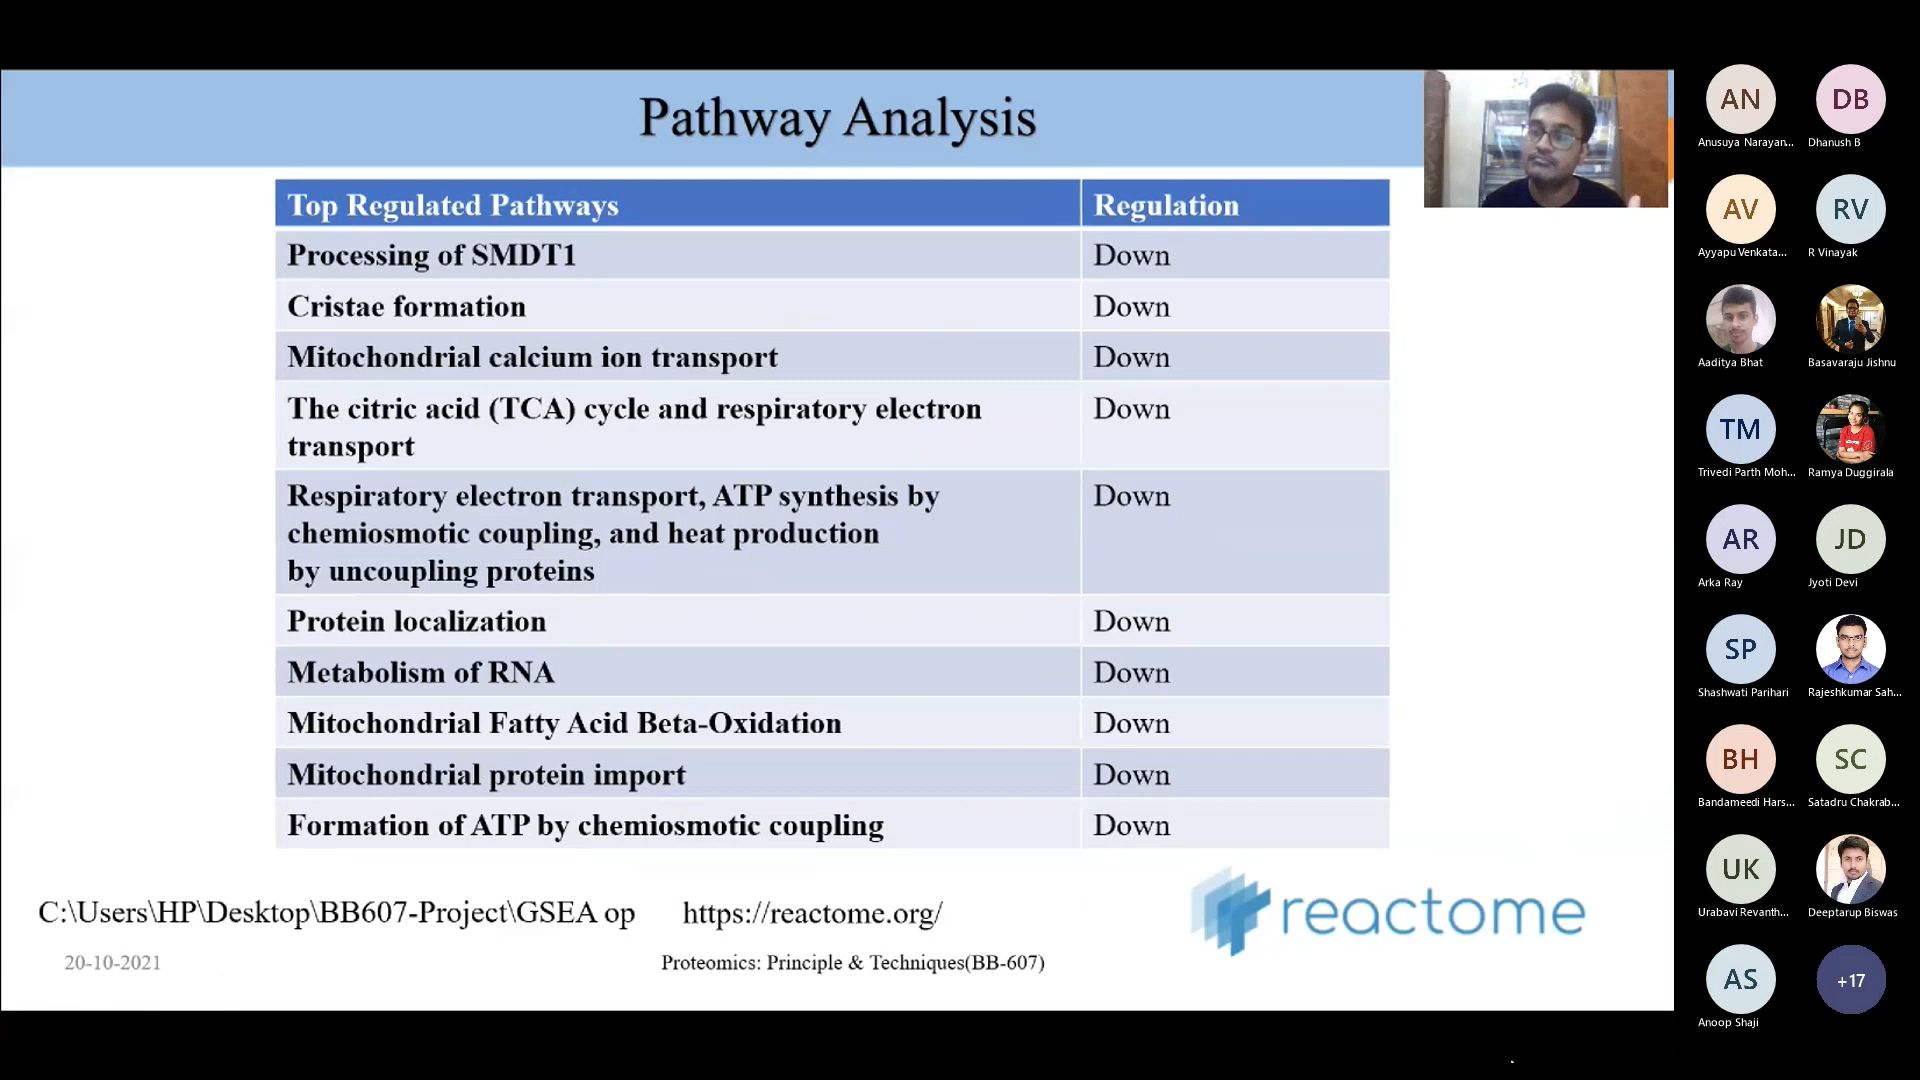 Pathway Analysis
Top Regulated Pathways
Regulation
Processing of SMDT1
Down
Cristae formation
Down
Mitochondrial calcium ion transport
Down
The citric acid (TCA) cycle and respiratory electron
transport
Down
Respiratory electron transport, ATP synthesis by
chemiosmotic coupling, and heat production
by uncoupling proteins
Down
Protein localization
Down
Metabolism of RNA
Down
Mitochondrial Fatty Acid Beta-Oxidation
Down
Mitochondrial protein import
Down
Formation of ATP by chemiosmotic coupling
Down
C:\Users\HP\Desktop\BB607-Project\GSEA op
https://reactome.org/
reactome
20-10-2021
Proteomics: Principle & Techniques(BB-607)
AN
DB
Anusuya Narayan...
Dhanush B
AV
RV
Ayyapu Venkata...
R Vinayak
Aaditya Bhat
Basavaraju Jishnu
TM
Trivedi Parth Moh...
Ramya Duggirala
AR
JD
Arka Ray
Jyoti Devi
SP
Shashwati Parihari
Rajeshkumar Sah...
BH
SC
Bandameedi Hars...
Satadru Chakrab...
UK
Urabavi Revanth...
Deeptarup Biswas
AS
+17
Anoop Shaji